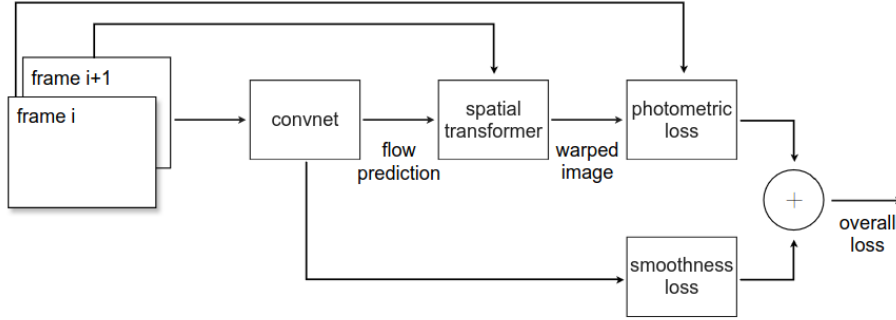 frame i+1
frame i
convnet
flow
prediction
spatial
transformer
warped
image
photometric
loss
smoothness
loss
+
overall
loss